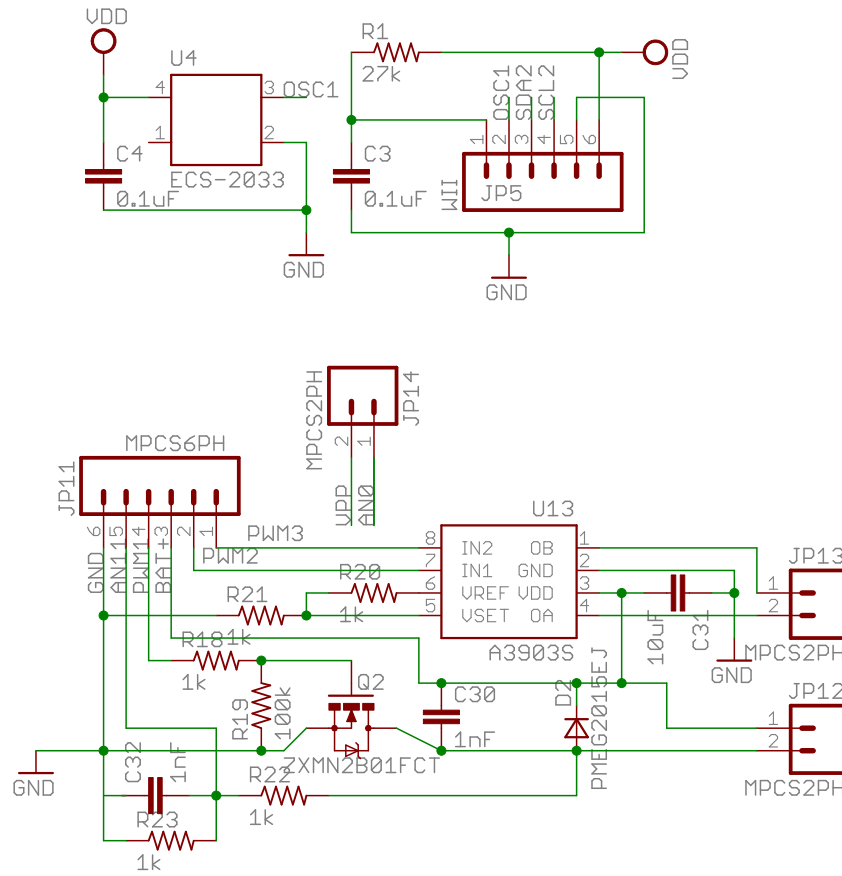 VDD
U4
4
3
OSC1
1
2
C4
ECS-2033
0.1uF
GND
R1
27k
VDD
OSC1
SDA2
SCL2
1
2
3
4
5
6
C3
0.1uF
WII
JP5
GND
MPCS2PH
JP14
2
1
VPP
AN0
MPCS6PH
JP11
6
5
4
3
2
1
GND
AN11
PWM1
BAT+
PWM2
PWM3
U13
8
IN2
OB
1
7
IN1
GND
2
6
VREF
VDD
3
5
VSET
OA
4
A3903S
R20
1k
R21
1k
R18
1k
R19
100k
Q2
ZXMN2B01FCT
C30
1nF
D2
PMEG2015EJ
10uF
C31
GND
JP13
1
2
MPCS2PH
JP12
1
2
MPCS2PH
GND
C32
1nF
R22
1k
R23
1k